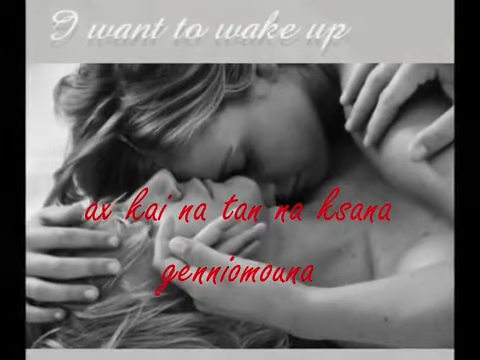 I want to wake up
ax kai na tan na ksana
genniomouna